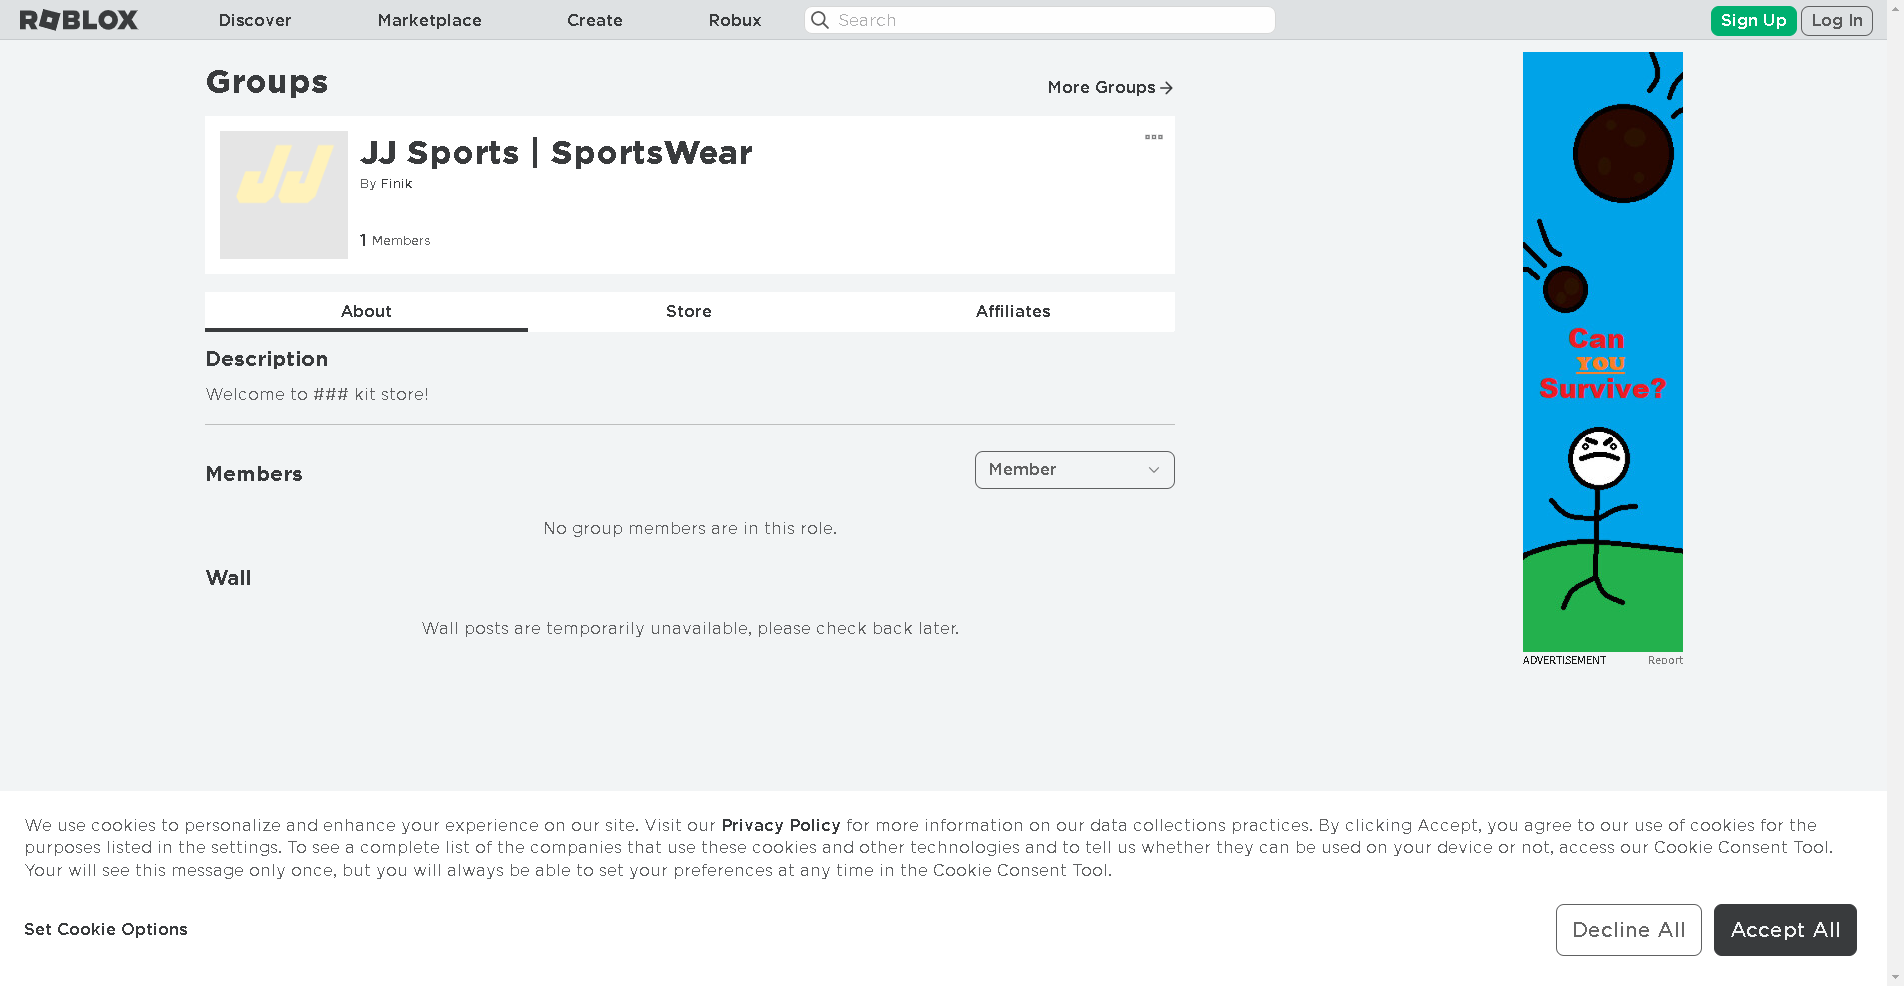 ROBLOX
Discover
Marketplace
Create
Robux
Search
Sign Up
Log In
Groups
More Groups
JJ
JJ Sports | SportsWear
By Finik
1 Members
About
Store
Affiliates
Description
Welcome to ### kit store!
Members
Member
No group members are in this role.
Wall
Wall posts are temporarily unavailable, please check back later.
Can
YOU
Survive?
ADVERTISEMENT
Report
We use cookies to personalize and enhance your experience on our site. Visit our Privacy Policy for more information on our data collections practices. By clicking Accept, you agree to our use of cookies for the
purposes listed in the settings. To see a complete list of the companies that use these cookies and other technologies and to tell us whether they can be used on your device or not, access our Cookie Consent Tool.
Your will see this message only once, but you will always be able to set your preferences at any time in the Cookie Consent Tool.
Set Cookie Options
Decline All
Accept All